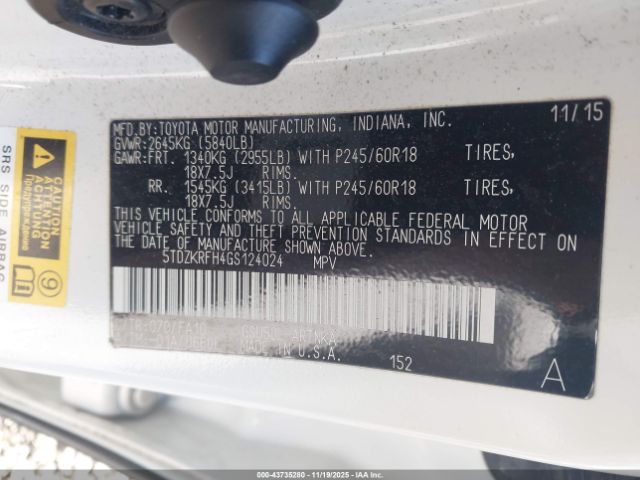 MFD.BY:TOYOTA MOTOR MANUFACTURING, INDIANA, INC. 11/15
GVWR:2645KG (5840LB)
GAWR:FRT. 1340KG (2955LB) WITH P245/60R18 TIRES,
18X7.5J RIMS.
RR. 1545KG (3415LB) WITH P245/60R18 TIRES,
18X7.5J RIMS.
THIS VEHICLE CONFORMS TO ALL APPLICABLE FEDERAL MOTOR
VEHICLE SAFETY AND THEFT PREVENTION STANDARDS IN EFFECT ON
THE DATE OF MANUFACTURE SHOWN ABOVE.
5TDZKRFH4GS124024 MPV
MADE IN U.S.A. 152 A
SRS SIDE AIRBAG
CAUTION
ATTENTION
ACHTUNG
9
000-43735280 - 11/19/2025 - COPYRIGHT IAA, LLC.